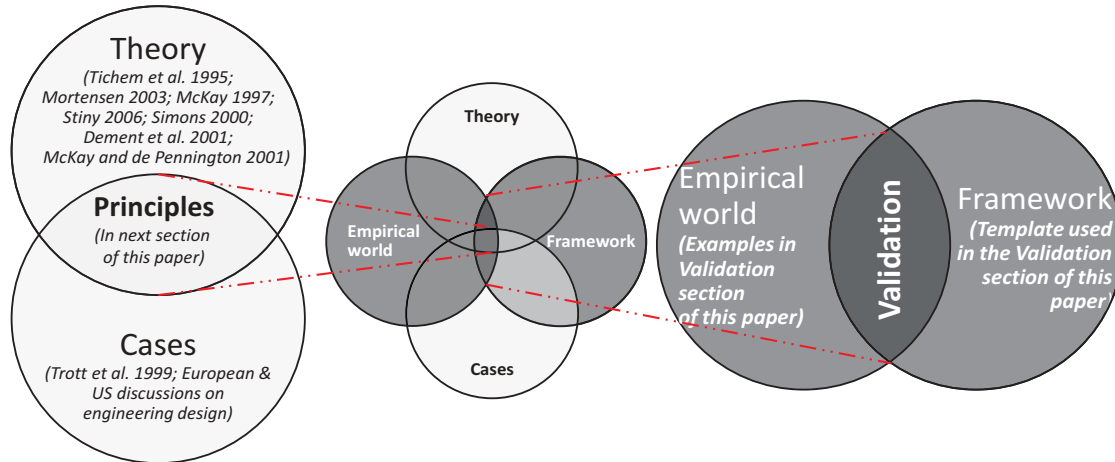 Theory
(Tichem et al. 1995;
Mortensen 2003; McKay 1997;
Stiny 2006; Simons 2000;
Dement et al. 2001;
McKay and de Pennington 2001)
Principles
(In next section
of this paper)
Cases
(Trott 1999; European &
US discussions on
engineering design)
Theory
Empirical
world
Framework
Cases
Empirical
world
(Examples in
Validation
section
of this paper)
Validation
Framework
(Template used
in the Validation
section of this
paper)